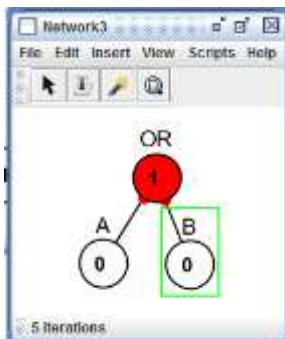 Network3
File Edit Insert View Scripts Help
OR
1
A B
0 0
5 iterations